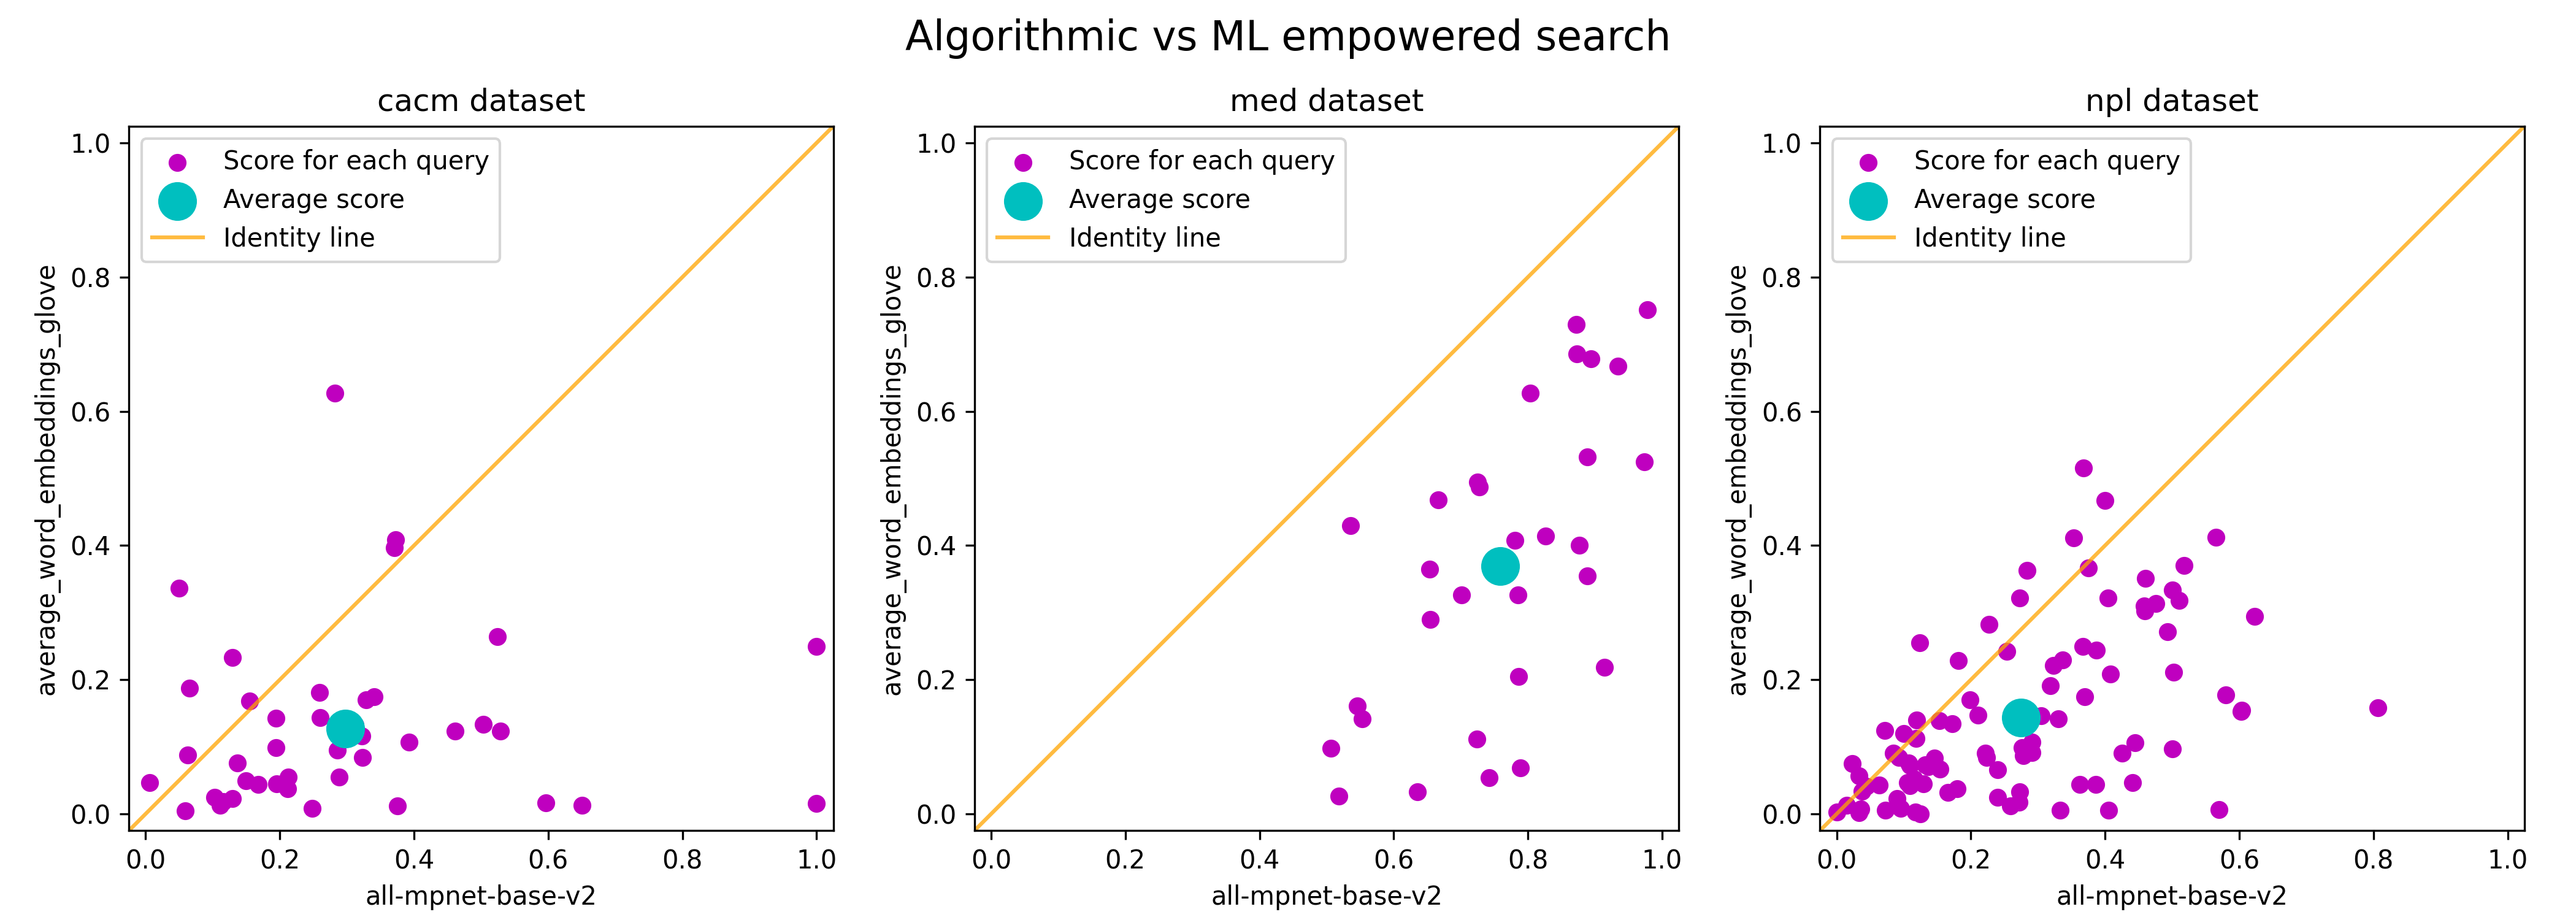 Algorithmic vs ML empowered search
cacm dataset
1.0
0.8
0.6
0.4
0.2
0.0
average_word_embeddings_glove
Score for each query
Average score
Identity line
0.0 0.2 0.4 0.6 0.8 1.0
all-mpnet-base-v2
med dataset
1.0
0.8
0.6
0.4
0.2
0.0
average_word_embeddings_glove
Score for each query
Average score
Identity line
0.0 0.2 0.4 0.6 0.8 1.0
all-mpnet-base-v2
npl dataset
1.0
0.8
0.6
0.4
0.2
0.0
average_word_embeddings_glove
Score for each query
Average score
Identity line
0.0 0.2 0.4 0.6 0.8 1.0
all-mpnet-base-v2